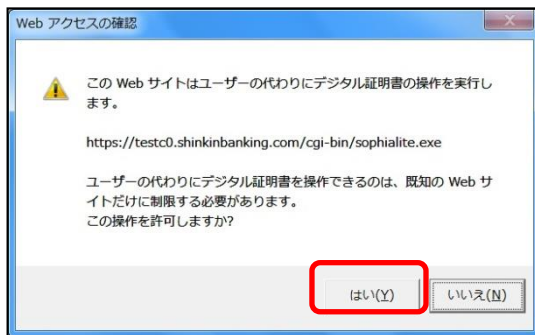 Web アクセスの確認
この Web サイトはユーザーの代わりにデジタル証明書の操作を実行し
ます。
https://testc0.shinkinbanking.com/cgi-bin/sophialite.exe
ユーザーの代わりにデジタル証明書を操作できるのは、既知の Web サ
イトだけに制限する必要があります。
この操作を許可しますか?
はい(Y) いいえ(N)